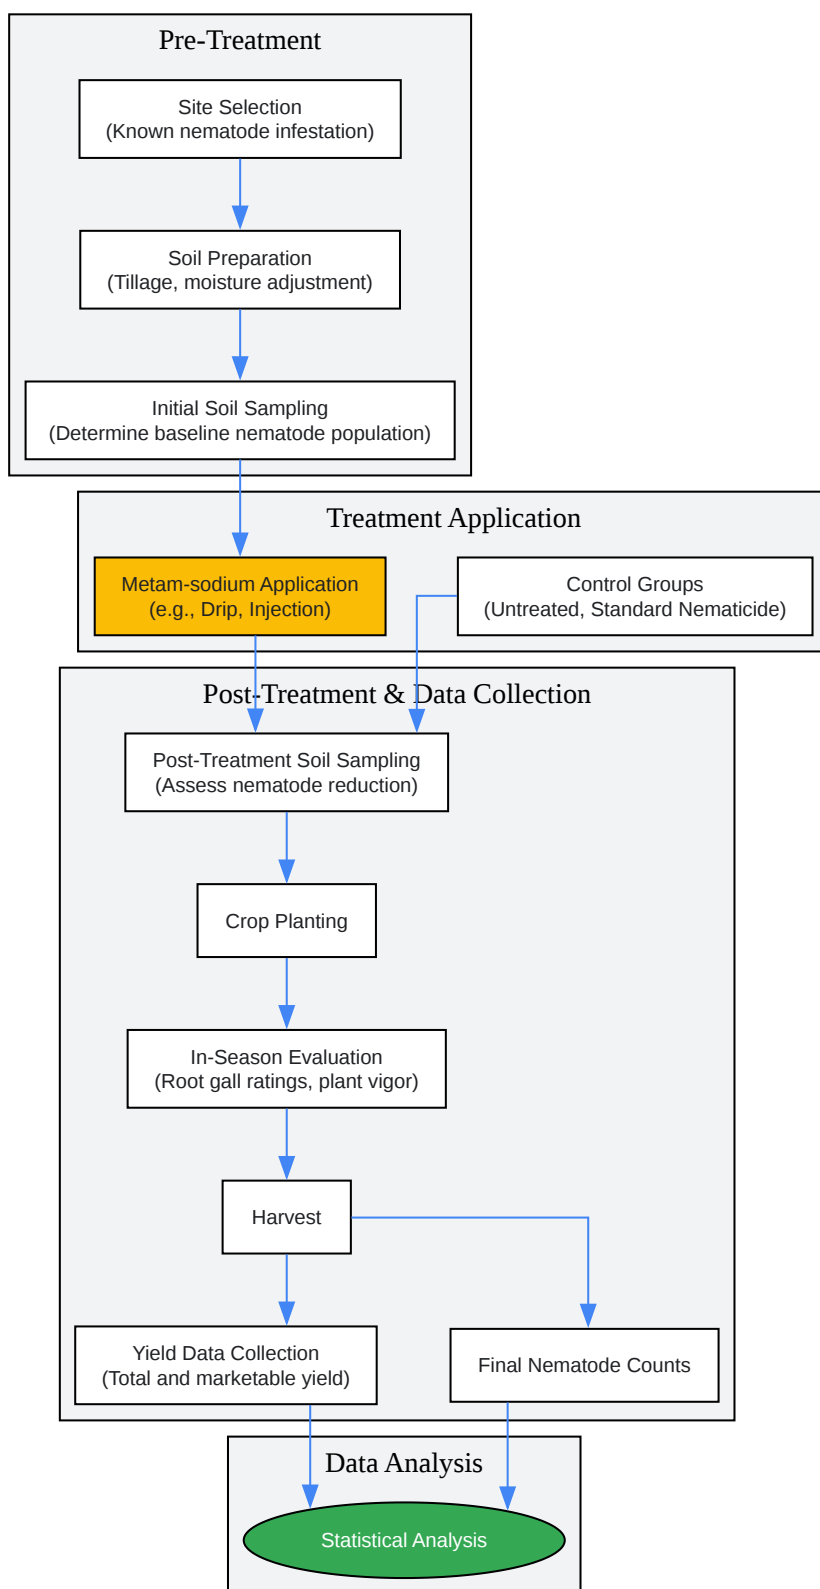 Pre-Treatment
Site Selection
(Known nematode infestation)
Soil Preparation
(Tillage, moisture adjustment)
Initial Soil Sampling
(Determine baseline nematode population)
Treatment Application
Metam-sodium Application
(e.g., Drip, Injection)
Control Groups
(Untreated, Standard Nematicide)
Post-Treatment & Data Collection
Post-Treatment Soil Sampling
(Assess nematode reduction)
Crop Planting
In-Season Evaluation
(Root gall ratings, plant vigor)
Harvest
Yield Data Collection
(Total and marketable yield)
Final Nematode Counts
Data Analysis
Statistical Analysis